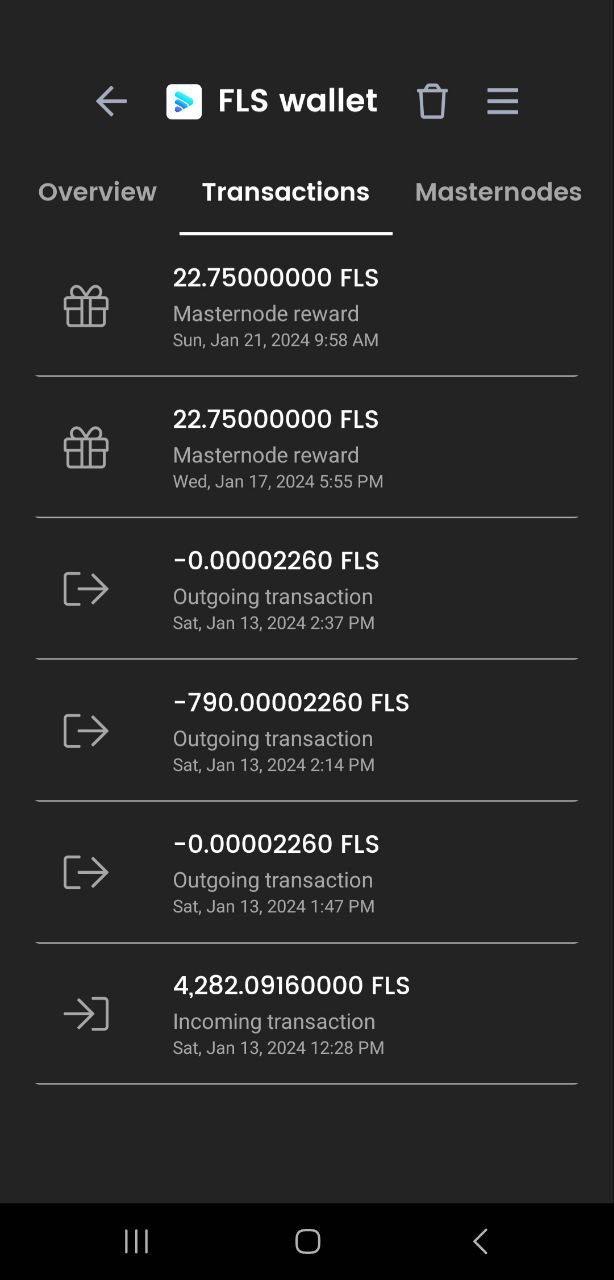 FLS wallet
Overview Transactions Masternodes
22.75000000 FLS
Masternode reward
Sun, Jan 21, 2024 9:58 AM
22.75000000 FLS
Masternode reward
Wed, Jan 17, 2024 5:55 PM
-0.00002260 FLS
Outgoing transaction
Sat, Jan 13, 2024 2:37 PM
-790.00002260 FLS
Outgoing transaction
Sat, Jan 13, 2024 2:14 PM
-0.00002260 FLS
Outgoing transaction
Sat, Jan 13, 2024 1:47 PM
4,282.09160000 FLS
Incoming transaction
Sat, Jan 13, 2024 12:28 PM